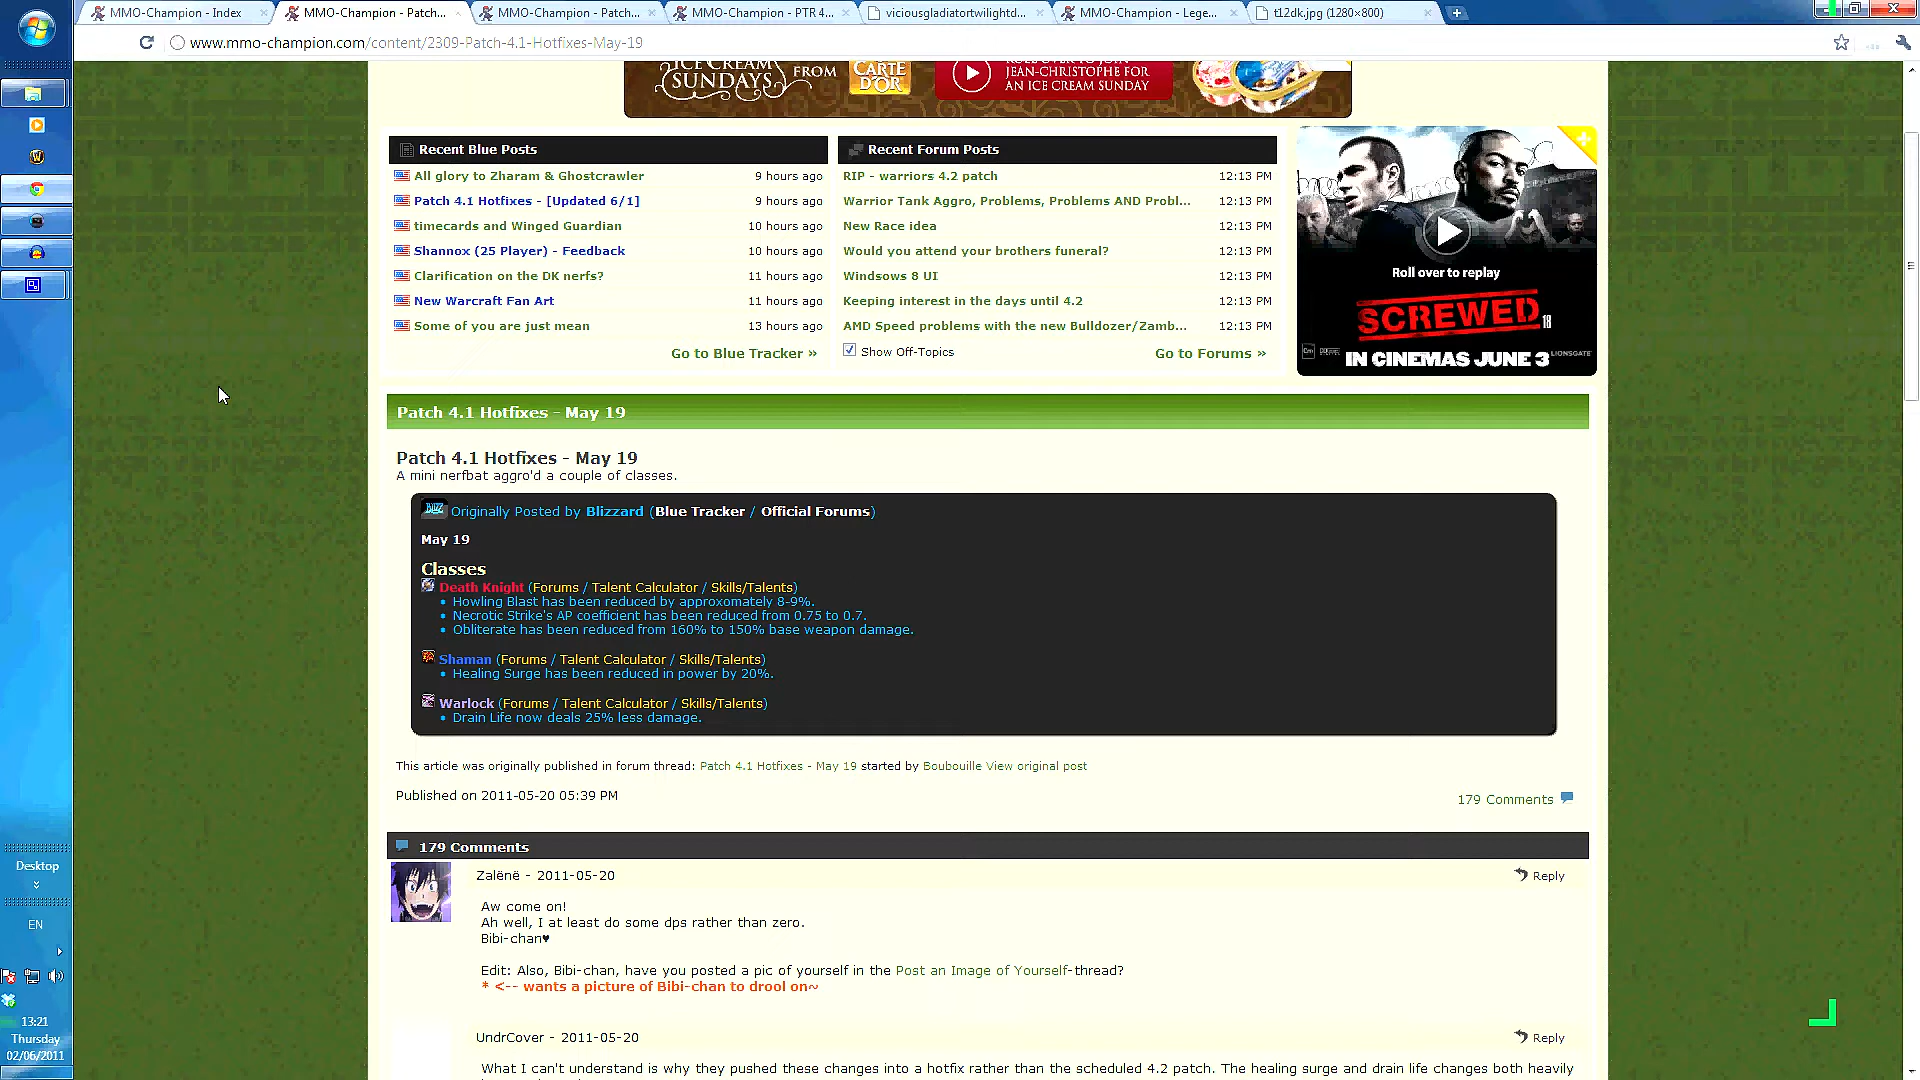 MMO-Champion - Index
MMO-Champion - Patch...
MMO-Champion - Patch...
MMO-Champion - PTR 4...
viciousgladiatortwilightd...
MMO-Champion - Lege...
t12dk.jpg (1280×800)
www.mmo-champion.com/content/2309-Patch-4.1-Hotfixes-May-19
ICE CREAM
SUNDAYS FROM
CARTE
D'OR
ROLL OVER TO JOIN
JEAN-CHRISTOPHE FOR
AN ICE CREAM SUNDAY
Recent Blue Posts
All glory to Zharam & Ghostcrawler 9 hours ago
Patch 4.1 Hotfixes - [Updated 6/1] 9 hours ago
timecards and Winged Guardian 10 hours ago
Shannox (25 Player) - Feedback 10 hours ago
Clarification on the DK nerfs? 11 hours ago
New Warcraft Fan Art 11 hours ago
Some of you are just mean 13 hours ago
Go to Blue Tracker »
Recent Forum Posts
RIP - warriors 4.2 patch 12:13 PM
Warrior Tank Aggro, Problems, Problems AND Probl... 12:13 PM
New Race idea 12:13 PM
Would you attend your brothers funeral? 12:13 PM
Windsows 8 UI 12:13 PM
Keeping interest in the days until 4.2 12:13 PM
AMD Speed problems with the new Bulldozer/Zamb... 12:13 PM
Show Off-Topics
Go to Forums »
Roll over to replay
SCREWED
18
IN CINEMAS JUNE 3
LIONSGATE
Patch 4.1 Hotfixes - May 19
Patch 4.1 Hotfixes - May 19
A mini nerfbat aggro'd a couple of classes.
Originally Posted by Blizzard (Blue Tracker / Official Forums)
May 19
Classes
Death Knight (Forums / Talent Calculator / Skills/Talents)
• Howling Blast has been reduced by approxomately 8-9%.
• Necrotic Strike's AP coefficient has been reduced from 0.75 to 0.7.
• Obliterate has been reduced from 160% to 150% base weapon damage.
Shaman (Forums / Talent Calculator / Skills/Talents)
• Healing Surge has been reduced in power by 20%.
Warlock (Forums / Talent Calculator / Skills/Talents)
• Drain Life now deals 25% less damage.
This article was originally published in forum thread: Patch 4.1 Hotfixes - May 19 started by Boubouille View original post
Published on 2011-05-20 05:39 PM
179 Comments
179 Comments
Zalënë - 2011-05-20
Reply
Aw come on!
Ah well, I at least do some dps rather than zero.
Bibi-chan♥
Edit: Also, Bibi-chan, have you posted a pic of yourself in the Post an Image of Yourself-thread?
* <-- wants a picture of Bibi-chan to drool on~
UndrCover - 2011-05-20
Reply
What I can't understand is why they pushed these changes into a hotfix rather than the scheduled 4.2 patch. The healing surge and drain life changes both heavily
Desktop
EN
13:21
Thursday
02/06/2011